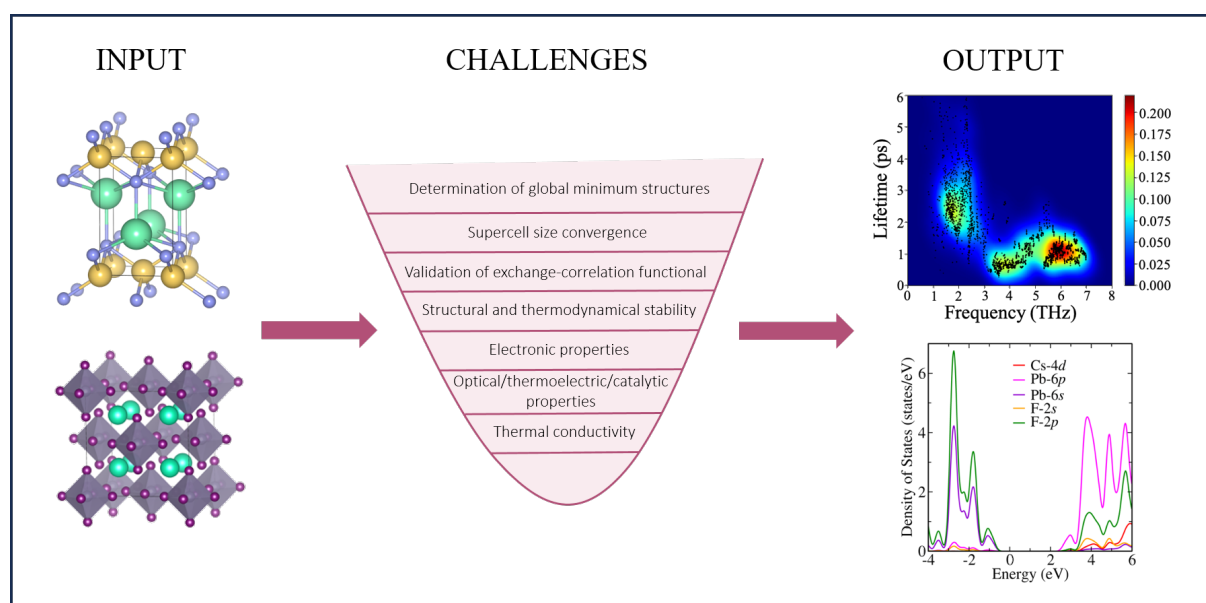 INPUT
CHALLENGES
OUTPUT
Determination of global minimum structures
Supercell size convergence
Validation of exchange-correlation functional
Structural and thermodynamical stability
Electronic properties
Optical/thermoelectric/catalytic
properties
Thermal conductivity
Lifetime (ps)
6
5
4
3
2
1
0
0 1 2 3 4 5 6 7 8
Frequency (THz)
0.200
0.175
0.150
0.125
0.100
0.075
0.050
0.025
0.000
Density of States (states/eV)
6
4
2
0
Cs-4d
Pb-6p
Pb-6s
F-2s
F-2p
-4 -2 0 2 4 6
Energy (eV)